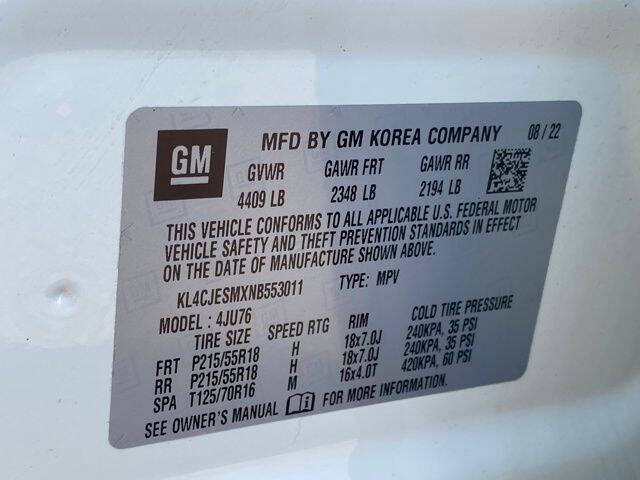 GM
MFD BY GM KOREA COMPANY 08 / 22
GVWR GAWR FRT GAWR RR
4409 LB 2348 LB 2194 LB
THIS VEHICLE CONFORMS TO ALL APPLICABLE U.S. FEDERAL MOTOR
VEHICLE SAFETY AND THEFT PREVENTION STANDARDS IN EFFECT
ON THE DATE OF MANUFACTURE SHOWN ABOVE.
KL4CJESMXNB553011 TYPE: MPV
MODEL : 4JU76
TIRE SIZE SPEED RTG RIM COLD TIRE PRESSURE
FRT P215/55R18 H 18x7.0J 240KPA, 35 PSI
RR P215/55R18 H 18x7.0J 240KPA, 35 PSI
SPA T125/70R16 M 16x4.0T 420KPA, 60 PSI
SEE OWNER'S MANUAL FOR MORE INFORMATION.